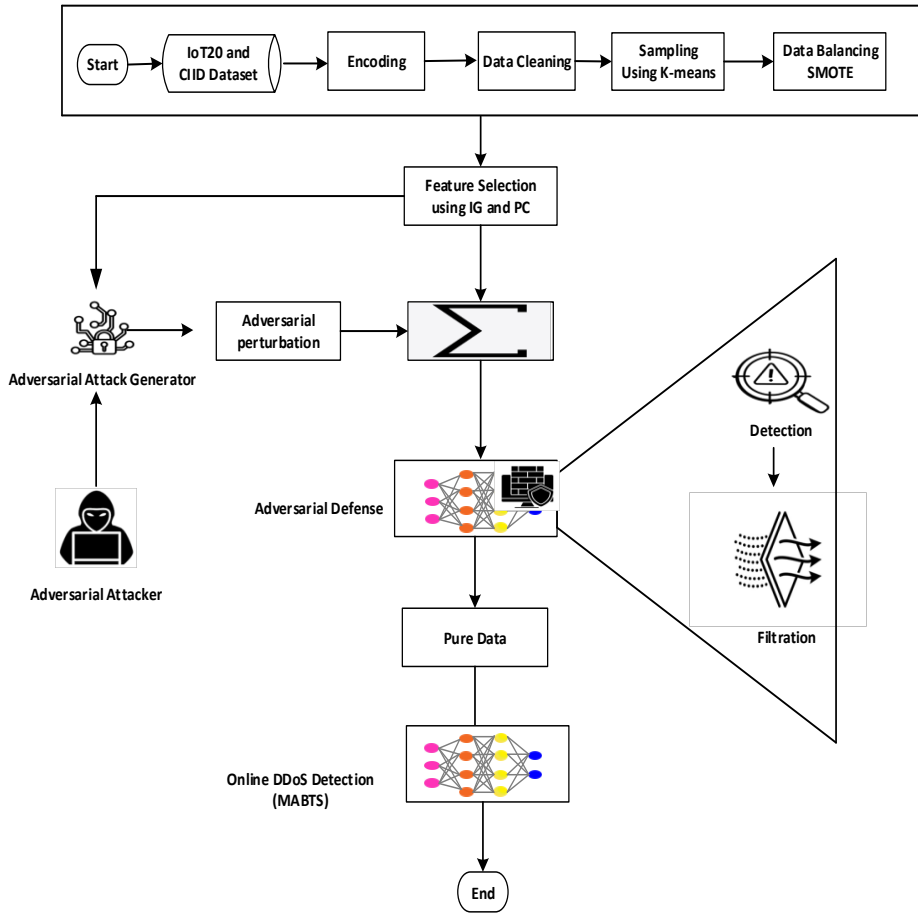 Start
IoT20 and
CIID Dataset
Encoding
Data Cleaning
Sampling
Using K-means
Data Balancing
SMOTE
Feature Selection
using IG and PC
Adversarial
perturbation
Adversarial Attack Generator
Detection
Adversarial Defense
Adversarial Attacker
Filtration
Pure Data
Online DDoS Detection
(MABTS)
End